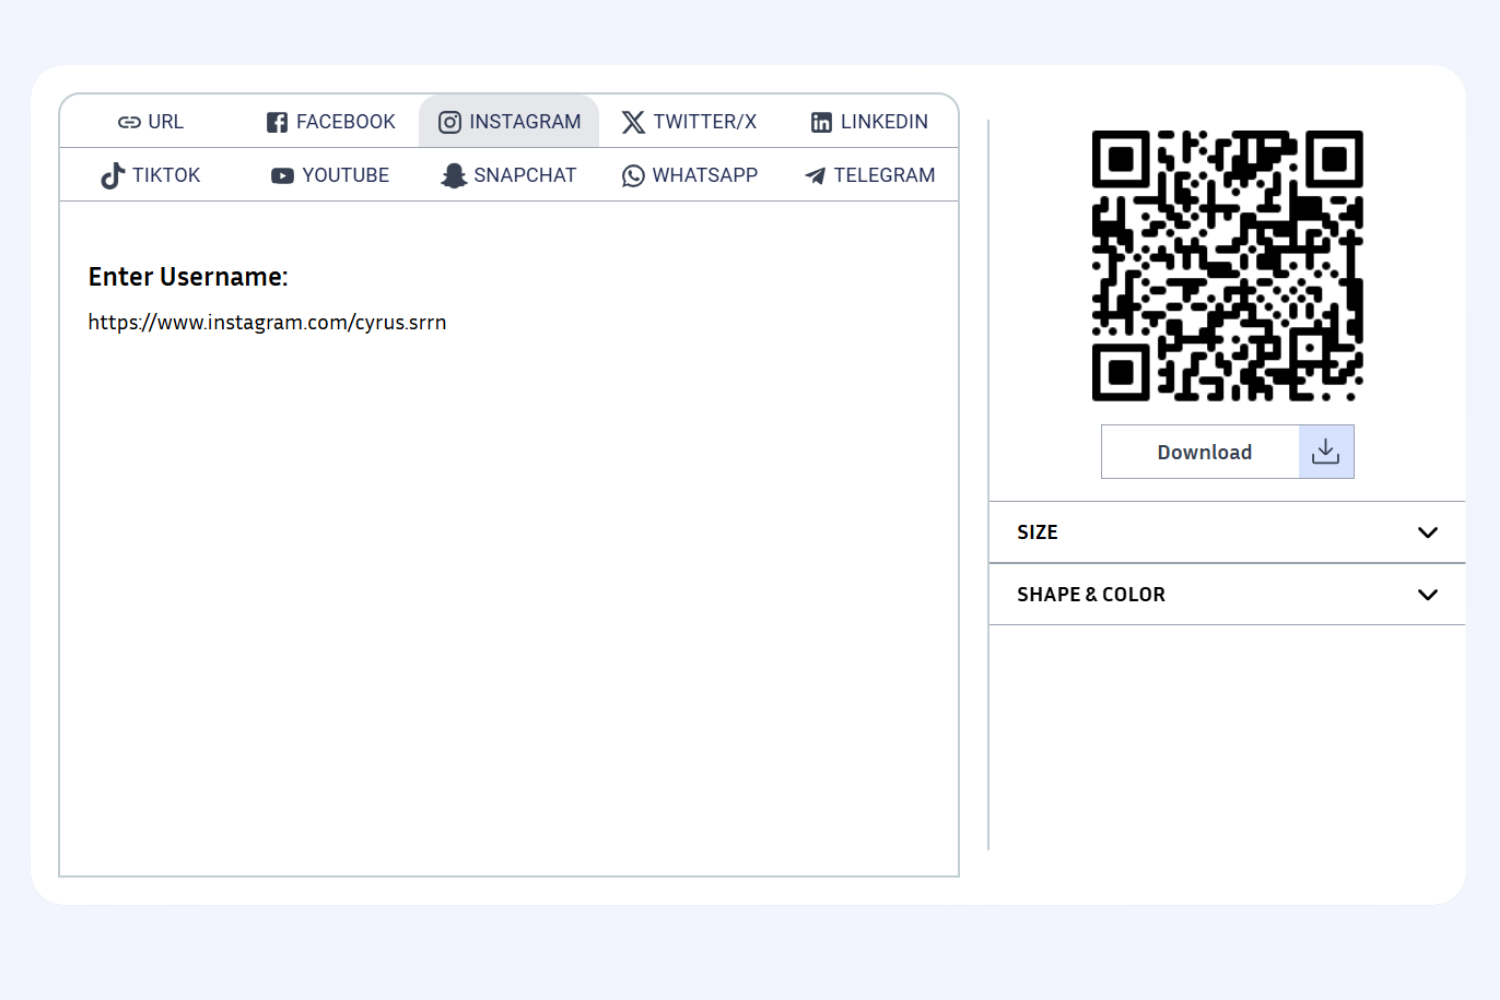 URL FACEBOOK INSTAGRAM TWITTER/X LINKEDIN
TIKTOK YOUTUBE SNAPCHAT WHATSAPP TELEGRAM
Enter Username:
https://www.instagram.com/cyrus.srrn
Download
SIZE
SHAPE & COLOR